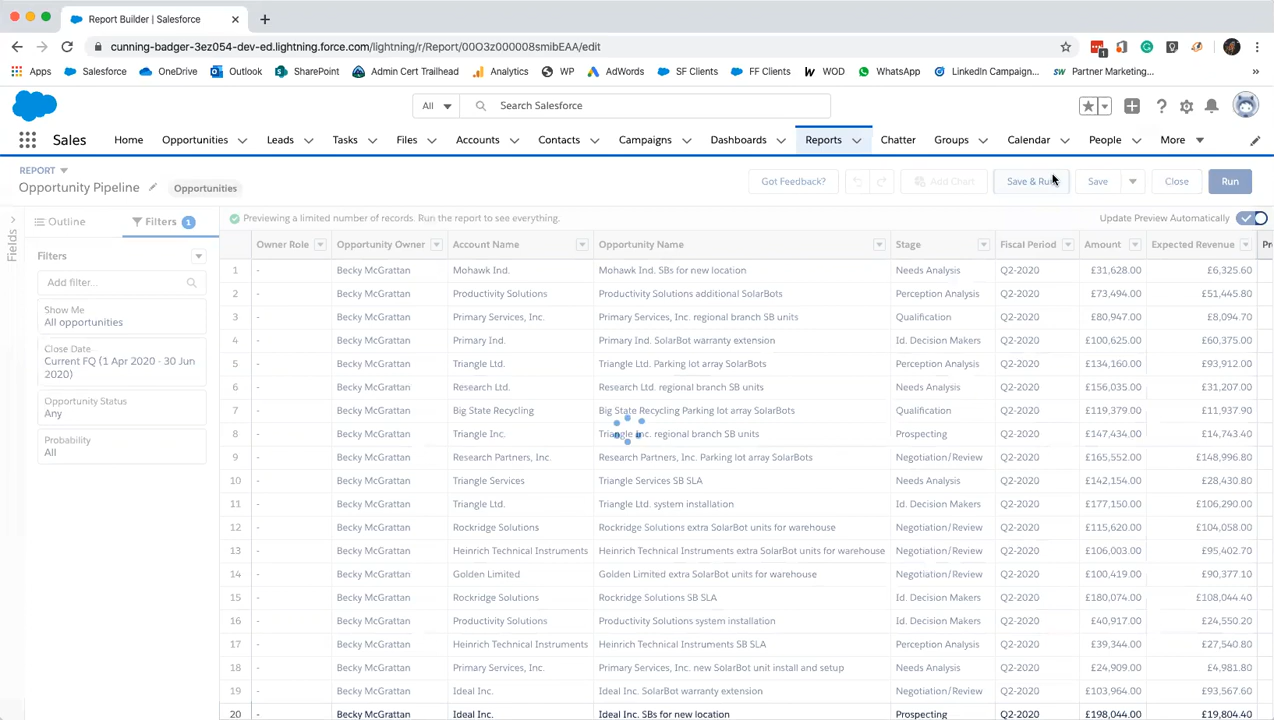 Report Builder | Salesforce
cunning-badger-3ez054-dev-ed.lightning.force.com/lightning/r/Report/00O3z000008smibEAA/edit
Apps Salesforce OneDrive Outlook SharePoint Admin Cert Trailhead Analytics WP AdWords SF Clients FF Clients WOD WhatsApp LinkedIn Campaign... Partner Marketing...
All Search Salesforce
Sales Home Opportunities Leads Tasks Files Accounts Contacts Campaigns Dashboards Reports Chatter Groups Calendar People More
REPORT
Opportunity Pipeline Opportunities
Got Feedback? Add Chart Save & Run Save Close Run
Fields
Outline Filters 1
Previewing a limited number of records. Run the report to see everything. Update Preview Automatically
Filters
Add filter...
Show Me
All opportunities
Close Date
Current FQ (1 Apr 2020 - 30 Jun
2020)
Opportunity Status
Any
Probability
All
Owner Role Opportunity Owner Account Name Opportunity Name Stage Fiscal Period Amount Expected Revenue
1 - Becky McGrattan Mohawk Ind. Mohawk Ind. SBs for new location Needs Analysis Q2-2020 £31,628.00 £6,325.60
2 - Becky McGrattan Productivity Solutions Productivity Solutions additional SolarBots Perception Analysis Q2-2020 £73,494.00 £51,445.80
3 - Becky McGrattan Primary Services, Inc. Primary Services, Inc. regional branch SB units Qualification Q2-2020 £80,947.00 £8,094.70
4 - Becky McGrattan Primary Ind. Primary Ind. SolarBot warranty extension Id. Decision Makers Q2-2020 £100,625.00 £60,375.00
5 - Becky McGrattan Triangle Ltd. Triangle Ltd. Parking lot array SolarBots Perception Analysis Q2-2020 £134,160.00 £93,912.00
6 - Becky McGrattan Research Ltd. Research Ltd. regional branch SB units Needs Analysis Q2-2020 £156,035.00 £31,207.00
7 - Becky McGrattan Big State Recycling Big State Recycling Parking lot array SolarBots Qualification Q2-2020 £119,379.00 £11,937.90
8 - Becky McGrattan Triangle Inc. Triangle Inc. regional branch SB units Prospecting Q2-2020 £147,434.00 £14,743.40
9 - Becky McGrattan Research Partners, Inc. Research Partners, Inc. Parking lot array SolarBots Negotiation/Review Q2-2020 £165,552.00 £148,996.80
10 - Becky McGrattan Triangle Services Triangle Services SB SLA Needs Analysis Q2-2020 £142,154.00 £28,430.80
11 - Becky McGrattan Triangle Ltd. Triangle Ltd. system installation Id. Decision Makers Q2-2020 £177,150.00 £106,290.00
12 - Becky McGrattan Rockridge Solutions Rockridge Solutions extra SolarBot units for warehouse Negotiation/Review Q2-2020 £115,620.00 £104,058.00
13 - Becky McGrattan Heinrich Technical Instruments Heinrich Technical Instruments extra SolarBot units for warehouse Negotiation/Review Q2-2020 £106,003.00 £95,402.70
14 - Becky McGrattan Golden Limited Golden Limited extra SolarBot units for warehouse Negotiation/Review Q2-2020 £100,419.00 £90,377.10
15 - Becky McGrattan Rockridge Solutions Rockridge Solutions SB SLA Id. Decision Makers Q2-2020 £180,074.00 £108,044.40
16 - Becky McGrattan Productivity Solutions Productivity Solutions system installation Id. Decision Makers Q2-2020 £40,917.00 £24,550.20
17 - Becky McGrattan Heinrich Technical Instruments Heinrich Technical Instruments SB SLA Perception Analysis Q2-2020 £39,344.00 £27,540.80
18 - Becky McGrattan Primary Services, Inc. Primary Services, Inc. new SolarBot unit install and setup Needs Analysis Q2-2020 £24,909.00 £4,981.80
19 - Becky McGrattan Ideal Inc. Ideal Inc. SolarBot warranty extension Negotiation/Review Q2-2020 £103,964.00 £93,567.60
20 - Becky McGrattan Ideal Inc. Ideal Inc. SBs for new location Prospecting Q2-2020 £198,044.00 £19,804.40